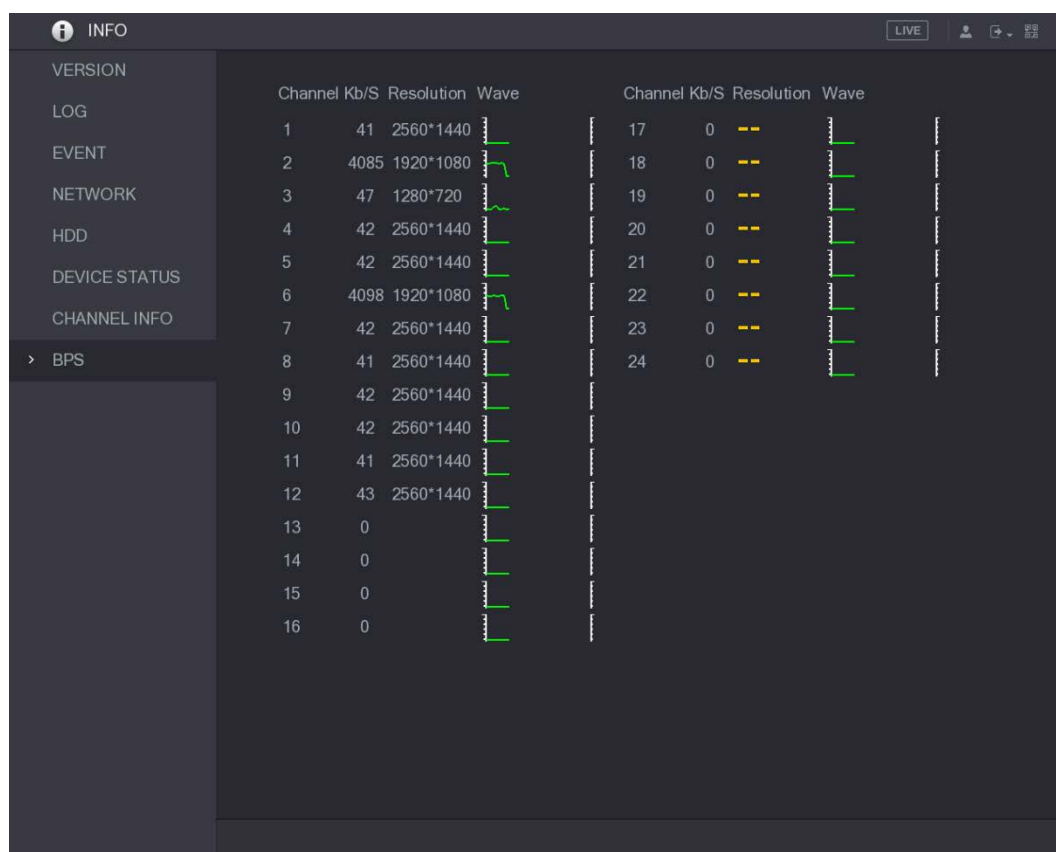 INFO LIVE
VERSION
LOG
EVENT
NETWORK
HDD
DEVICE STATUS
CHANNEL INFO
> BPS
Channel Kb/S Resolution Wave
1 41 2560*1440
2 4085 1920*1080
3 47 1280*720
4 42 2560*1440
5 42 2560*1440
6 4098 1920*1080
7 42 2560*1440
8 41 2560*1440
9 42 2560*1440
10 42 2560*1440
11 41 2560*1440
12 43 2560*1440
13 0
14 0
15 0
16 0
Channel Kb/S Resolution Wave
17 0 --
18 0 --
19 0 --
20 0 --
21 0 --
22 0 --
23 0 --
24 0 --